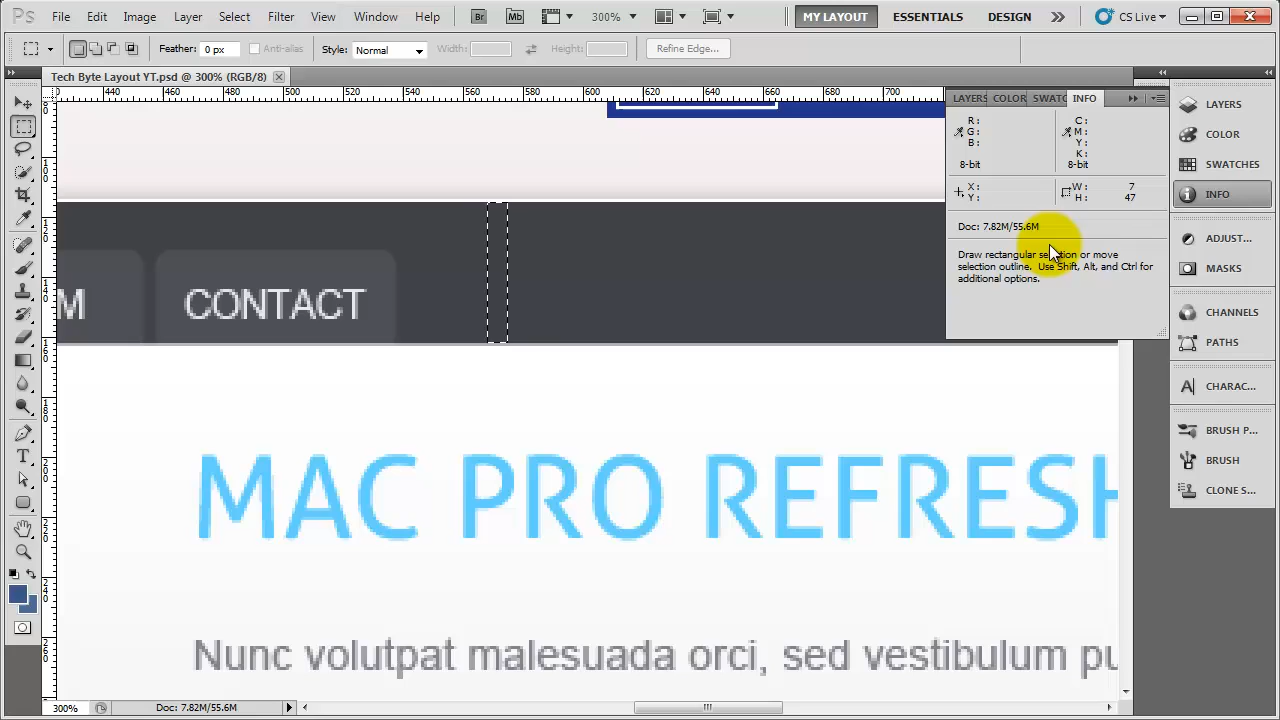 Ps File Edit Image Layer Select Filter View Window Help Br Mb 300% MY LAYOUT ESSENTIALS DESIGN CS Live
Feather: 0 px Anti-alias Style: Normal Width: Height: Refine Edge...
Tech Byte Layout YT.psd @ 300% (RGB/8)
440 460 480 500 520 540 560 580 600 620 640 660 680 700
LAYERS COLOR SWATC INFO
R: C:
G: M:
B: Y:
K:
8-bit 8-bit
X: W: 7
Y: H: 47
Doc: 7.82M/55.6M
Draw rectangular selection or move
selection outline. Use Shift, Alt, and Ctrl for
additional options.
LAYERS
COLOR
SWATCHES
INFO
ADJUST...
MASKS
CHANNELS
PATHS
CHARAC...
BRUSH P...
BRUSH
CLONE S...
M CONTACT
MAC PRO REFRESH
Nunc volutpat malesuada orci, sed vestibulum pu
300% Doc: 7.82M/55.6M